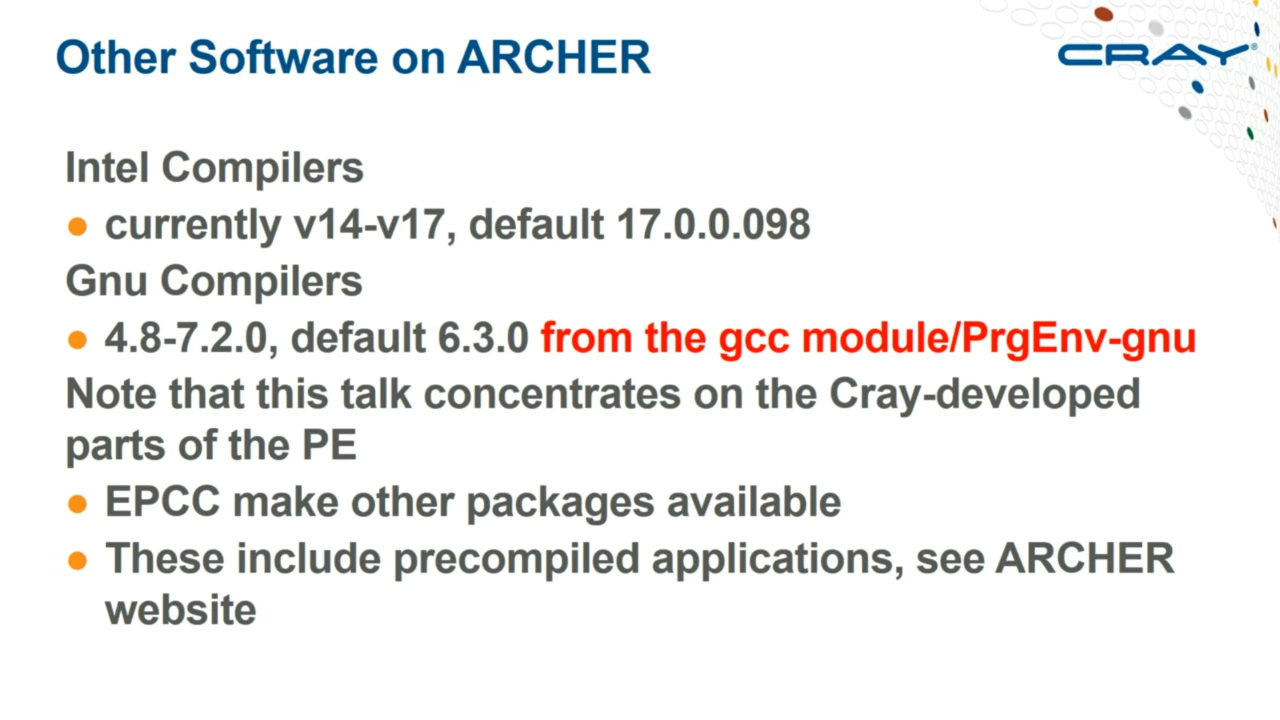 Other Software on ARCHER
CRAY®
Intel Compilers
● currently v14-v17, default 17.0.0.098
Gnu Compilers
● 4.8-7.2.0, default 6.3.0 from the gcc module/PrgEnv-gnu
Note that this talk concentrates on the Cray-developed
parts of the PE
● EPCC make other packages available
● These include precompiled applications, see ARCHER
website